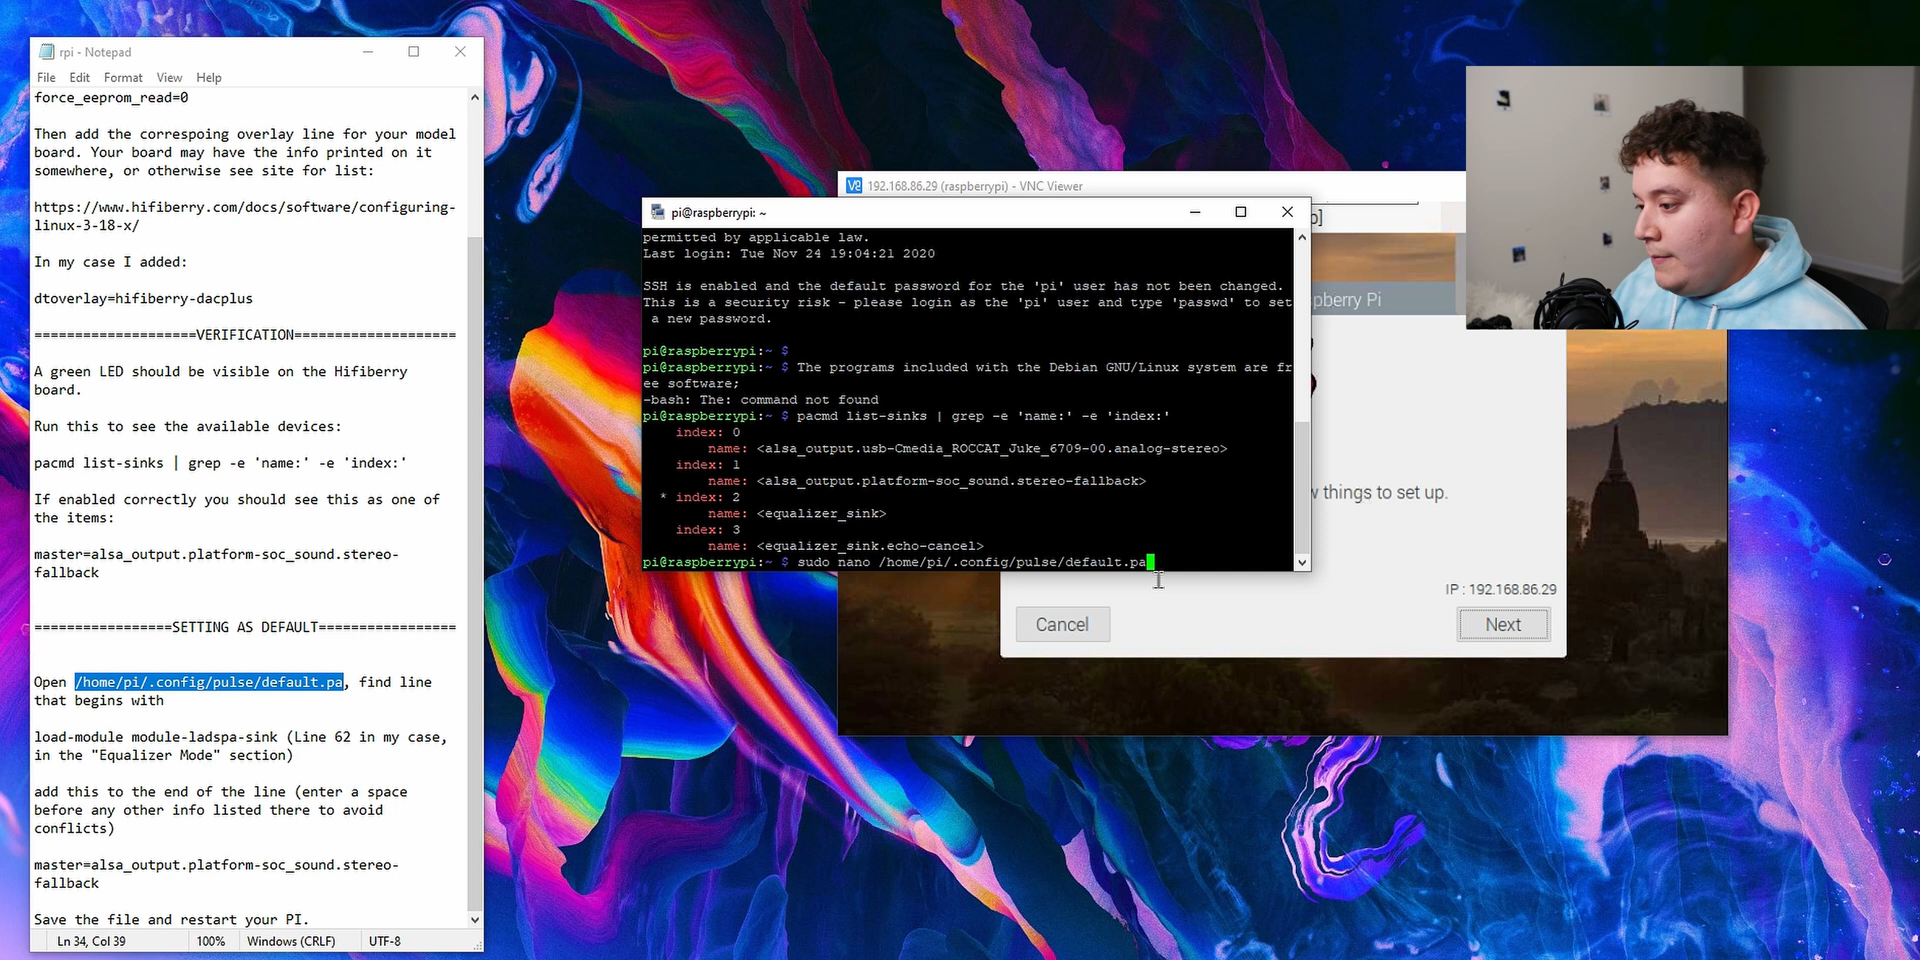 rpi - Notepad
File Edit Format View Help
force_eeprom_read=0
Then add the correspoing overlay line for your model
board. Your board may have the info printed on it
somewhere, or otherwise see site for list:
https://www.hifiberry.com/docs/software/configuring-
linux-3-18-x/
In my case I added:
dtoverlay=hifiberry-dacplus
====================VERIFICATION====================
A green LED should be visible on the Hifiberry
board.
Run this to see the available devices:
pacmd list-sinks | grep -e 'name:' -e 'index:'
If enabled correctly you should see this as one of
the items:
master=alsa_output.platform-soc_sound.stereo-
fallback
=================SETTING AS DEFAULT=================
Open /home/pi/.config/pulse/default.pa, find line
that begins with
load-module module-ladspa-sink (Line 62 in my case,
in the "Equalizer Mode" section)
add this to the end of the line (enter a space
before any other info listed there to avoid
conflicts)
master=alsa_output.platform-soc_sound.stereo-
fallback
Save the file and restart your PI.
Ln 34, Col 39 100% Windows (CRLF) UTF-8
VR 192.168.86.29 (raspberrypi) - VNC Viewer
pi@raspberrypi: ~
permitted by applicable law.
Last login: Tue Nov 24 19:04:21 2020
SSH is enabled and the default password for the 'pi' user has not been changed.
This is a security risk - please login as the 'pi' user and type 'passwd' to set
a new password.
pi@raspberrypi:~ $
pi@raspberrypi:~ $ The programs included with the Debian GNU/Linux system are fr
ee software;
-bash: The: command not found
pi@raspberrypi:~ $ pacmd list-sinks | grep -e 'name:' -e 'index:'
index: 0
name: <alsa_output.usb-Cmedia_ROCCAT_Juke_6709-00.analog-stereo>
index: 1
name: <alsa_output.platform-soc_sound.stereo-fallback>
* index: 2
name: <equalizer_sink>
index: 3
name: <equalizer_sink.echo-cancel>
pi@raspberrypi:~ $ sudo nano /home/pi/.config/pulse/default.pa
pberry Pi
things to set up.
IP : 192.168.86.29
Cancel
Next